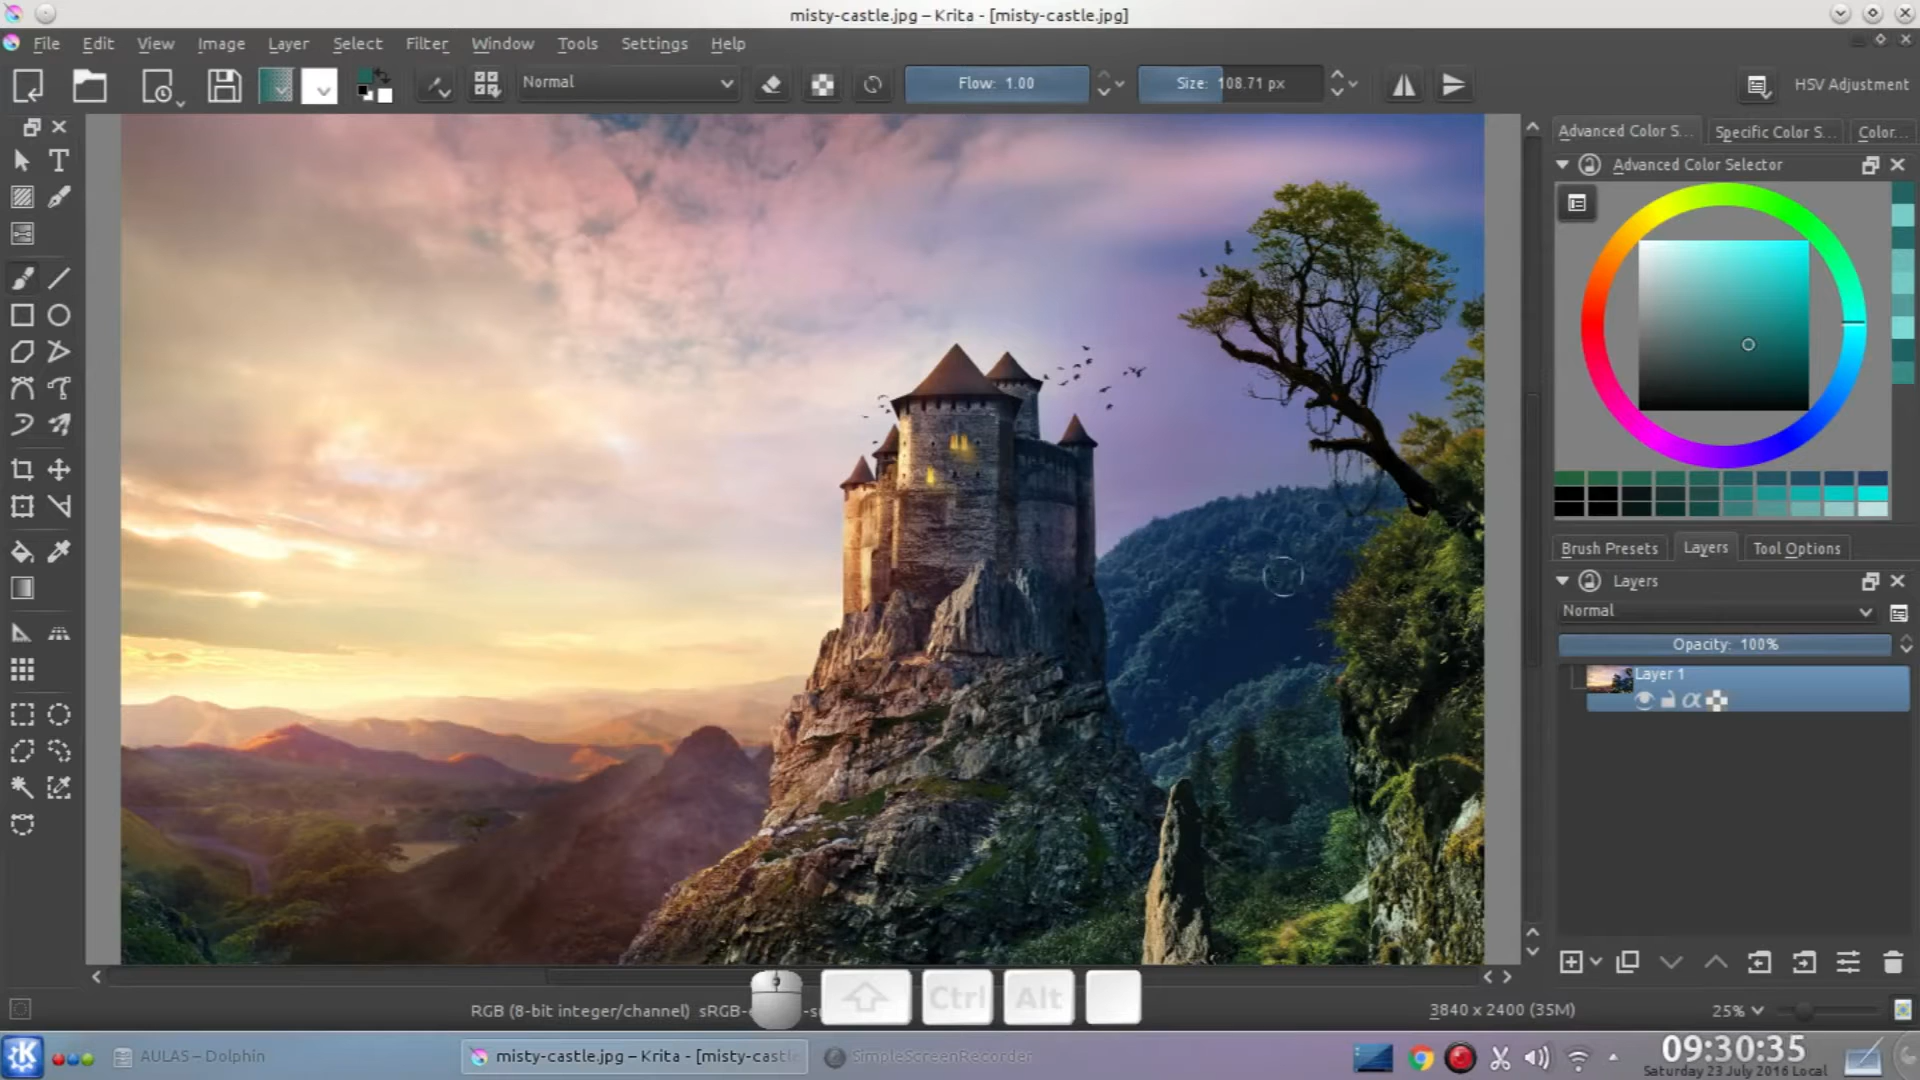 misty-castle.jpg – Krita - [misty-castle.jpg]
File Edit View Image Layer Select Filter Window Tools Settings Help
Normal
Flow: 1.00
Size: 108.71 px
HSV Adjustment
Advanced Color S... Specific Color S... Color...
Advanced Color Selector
Brush Presets Layers Tool Options
Layers
Normal
Opacity: 100%
Layer 1
RGB (8-bit integer/channel) sRGB-
Ctrl Alt
3840 x 2400 (35M)
25%
AULAS – Dolphin
misty-castle.jpg – Krita - [misty-castle
SimpleScreenRecorder
09:30:35
Saturday 23 July 2016 Local